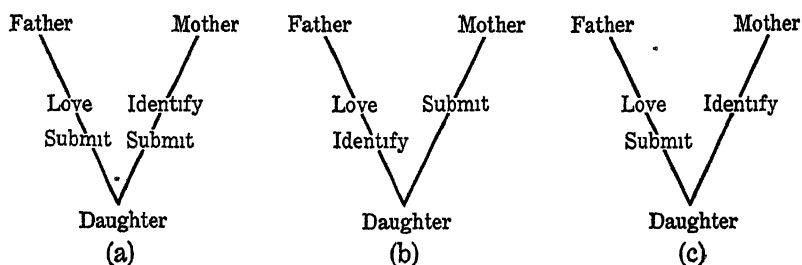 Father Mother Father Mother Father Mother
Love Identify Love Submit Love Identify
Submit Submit Identify Submit
Daughter Daughter Daughter
(a) (b) (c)